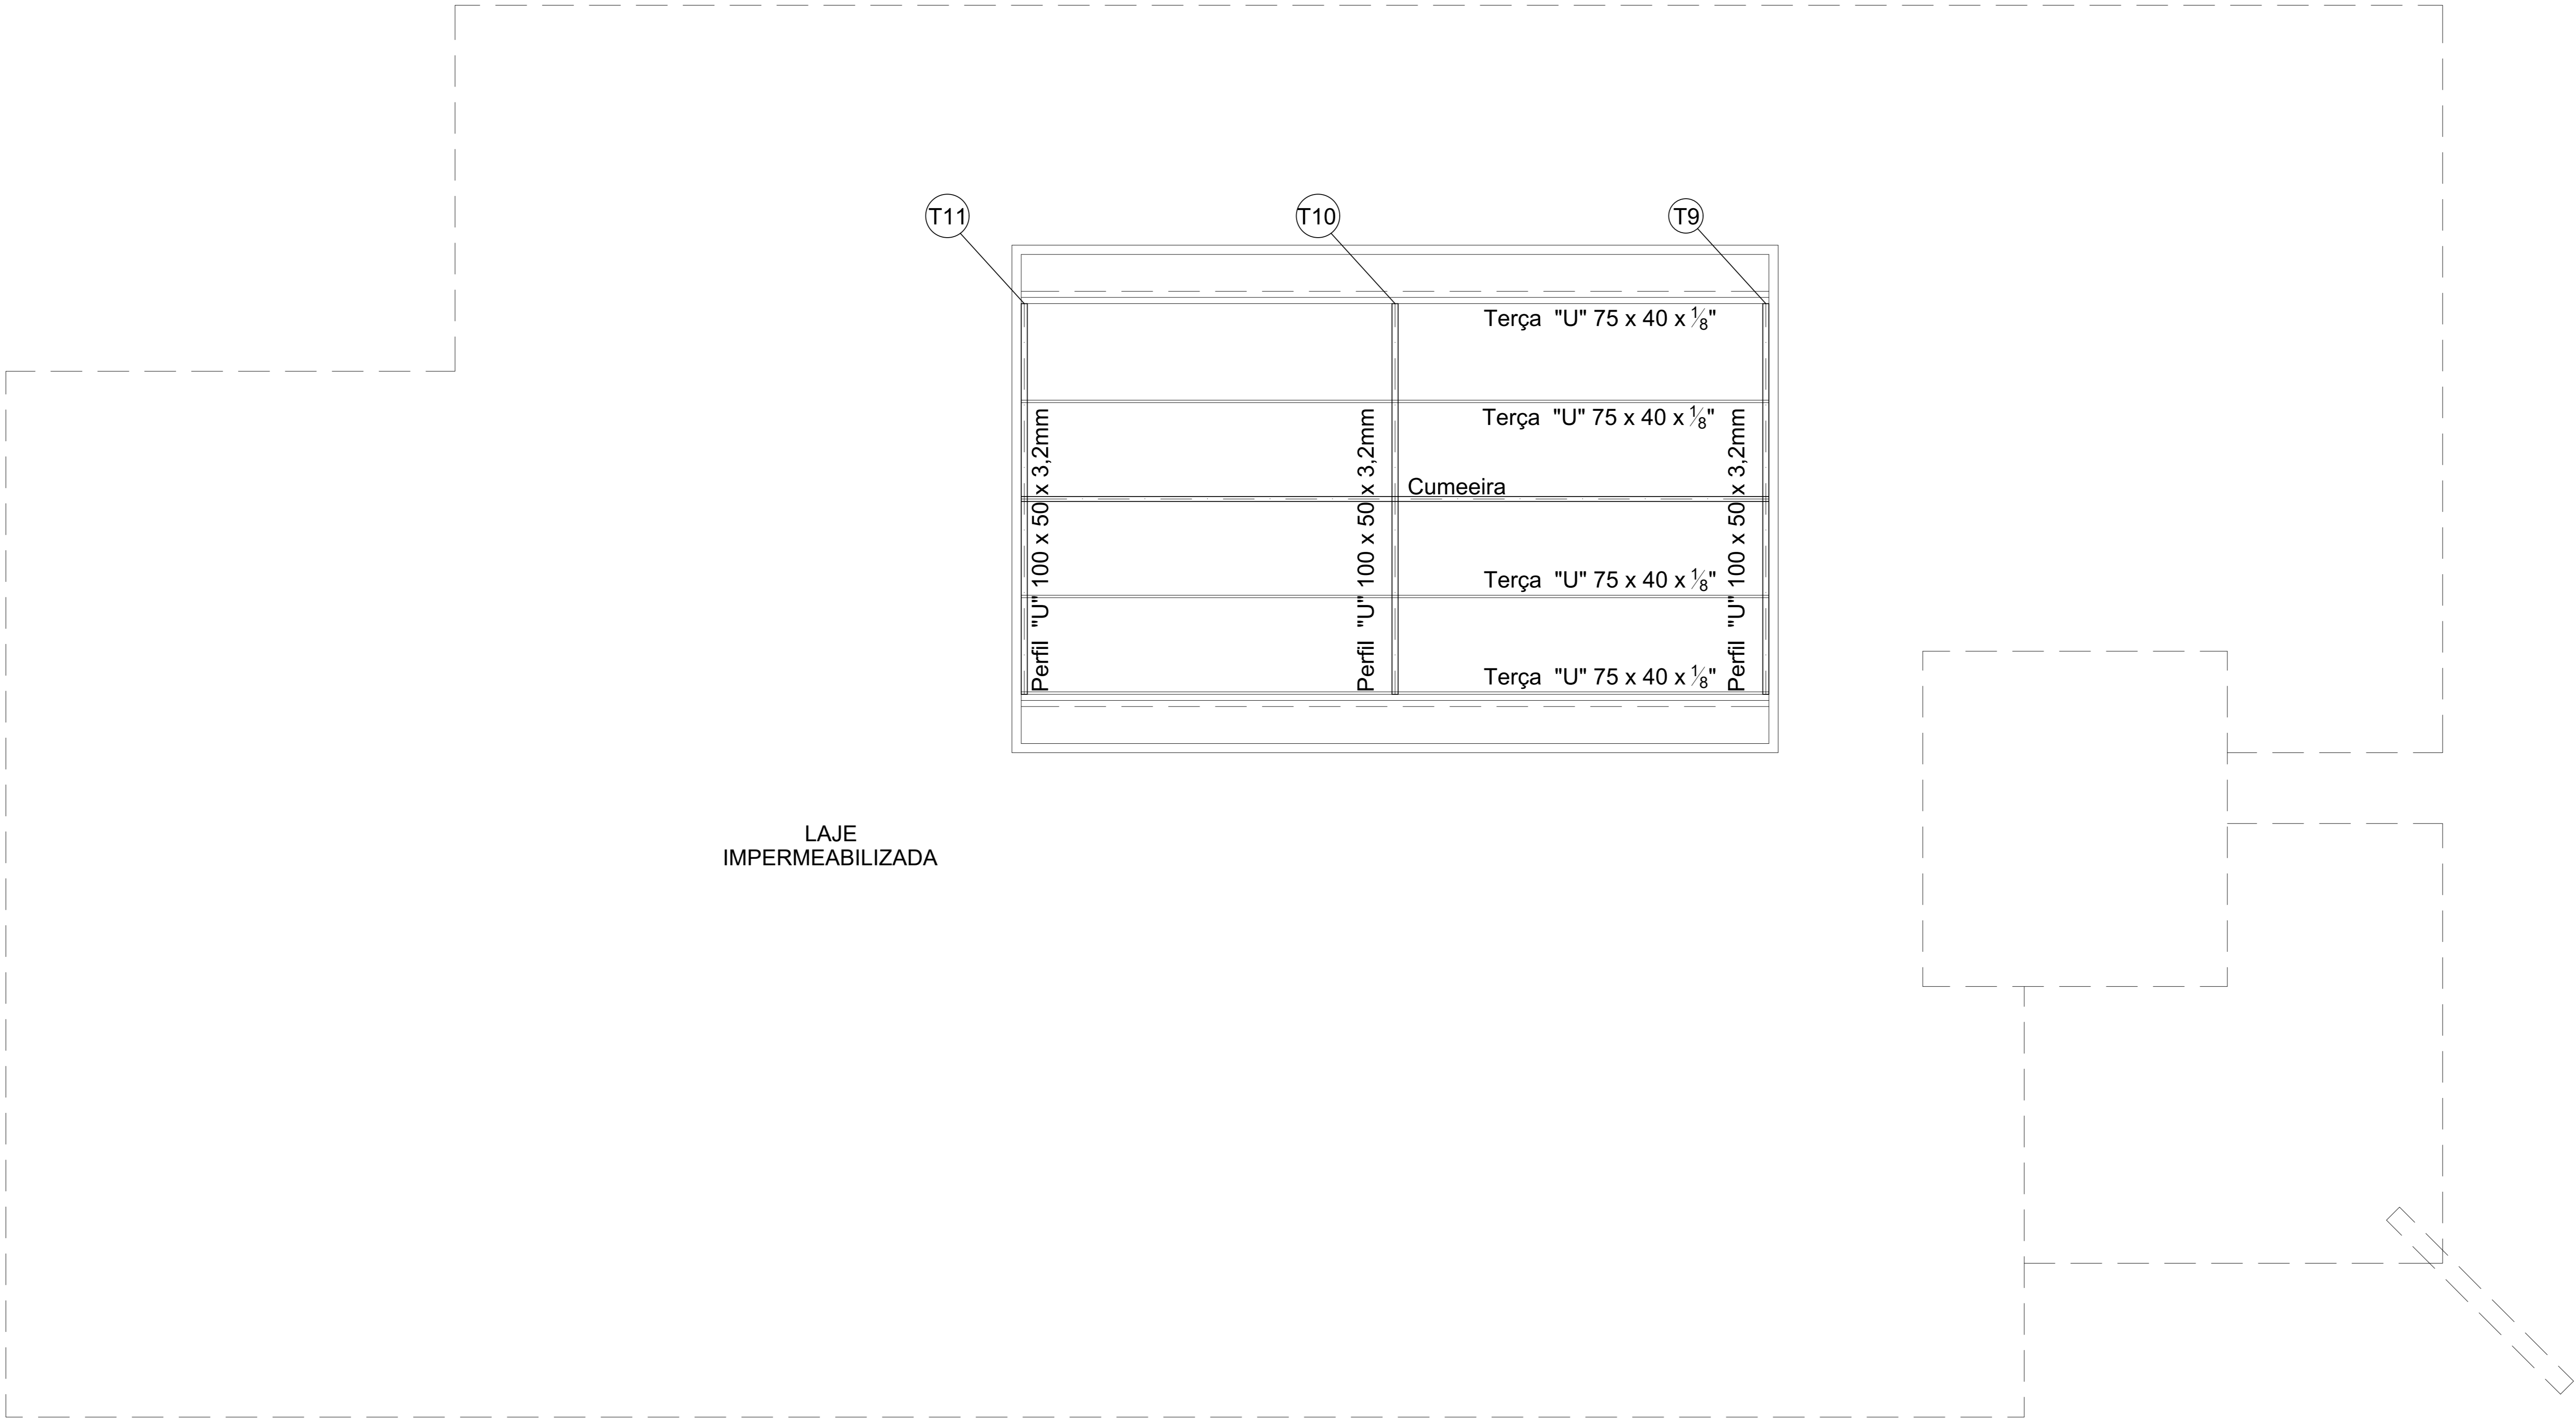 T11
T10
T9
Terça "U" 75 x 40 x 1/8"
Terça "U" 75 x 40 x 1/8"
Cumeeira
Terça "U" 75 x 40 x 1/8"
Terça "U" 75 x 40 x 1/8"
Perfil "U" 100 x 50 x 3,2mm
Perfil "U" 100 x 50 x 3,2mm
Perfil "U" 100 x 50 x 3,2mm
LAJE
IMPERMEABILIZADA